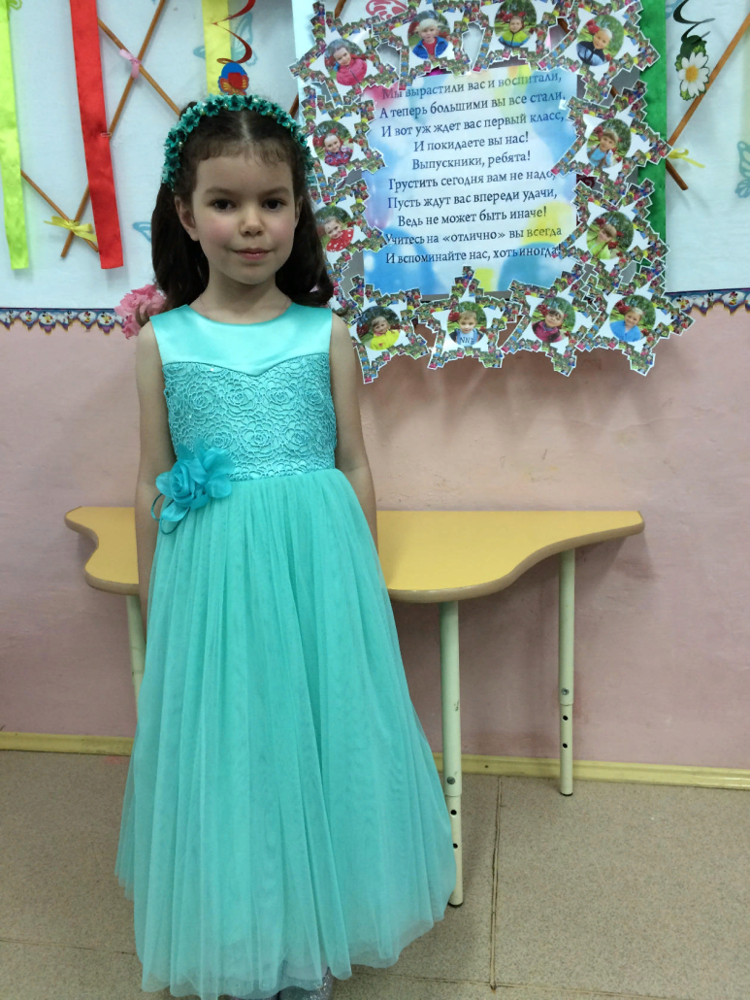 Мы вырастили вас и воспитали,
А теперь большими вы все стали,
И вот уж ждет вас первый класс,
И покидаете вы нас!
Выпускники, ребята!
Грустить сегодня вам не надо,
Пусть ждут вас впереди удачи,
Ведь не может быть иначе!
Учитесь на «отлично» вы всегда
И вспоминайте нас, хоть иногда!